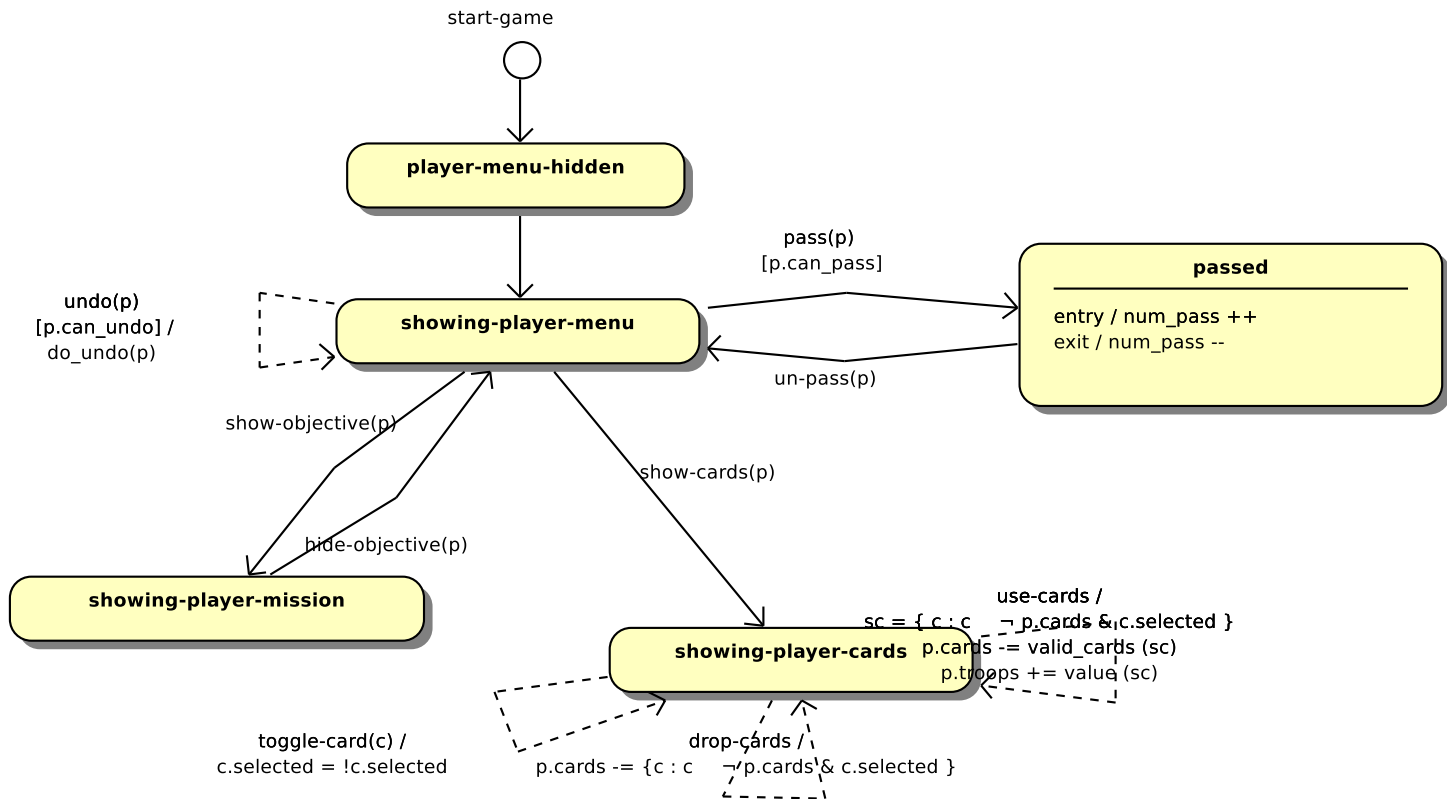 start-game
player-menu-hidden
pass(p)
[p.can_pass]
passed
entry / num_pass ++
exit / num_pass --
undo(p)
[p.can_undo] /
do_undo(p)
showing-player-menu
un-pass(p)
show-objective(p)
show-cards(p)
hide-objective(p)
showing-player-mission
use-cards /
sc = { c : c ¬ p.cards & c.selected }
p.cards -= valid_cards (sc)
p.troops += value (sc)
showing-player-cards
toggle-card(c) /
c.selected = !c.selected
drop-cards /
p.cards -= {c : c ¬ p.cards & c.selected }